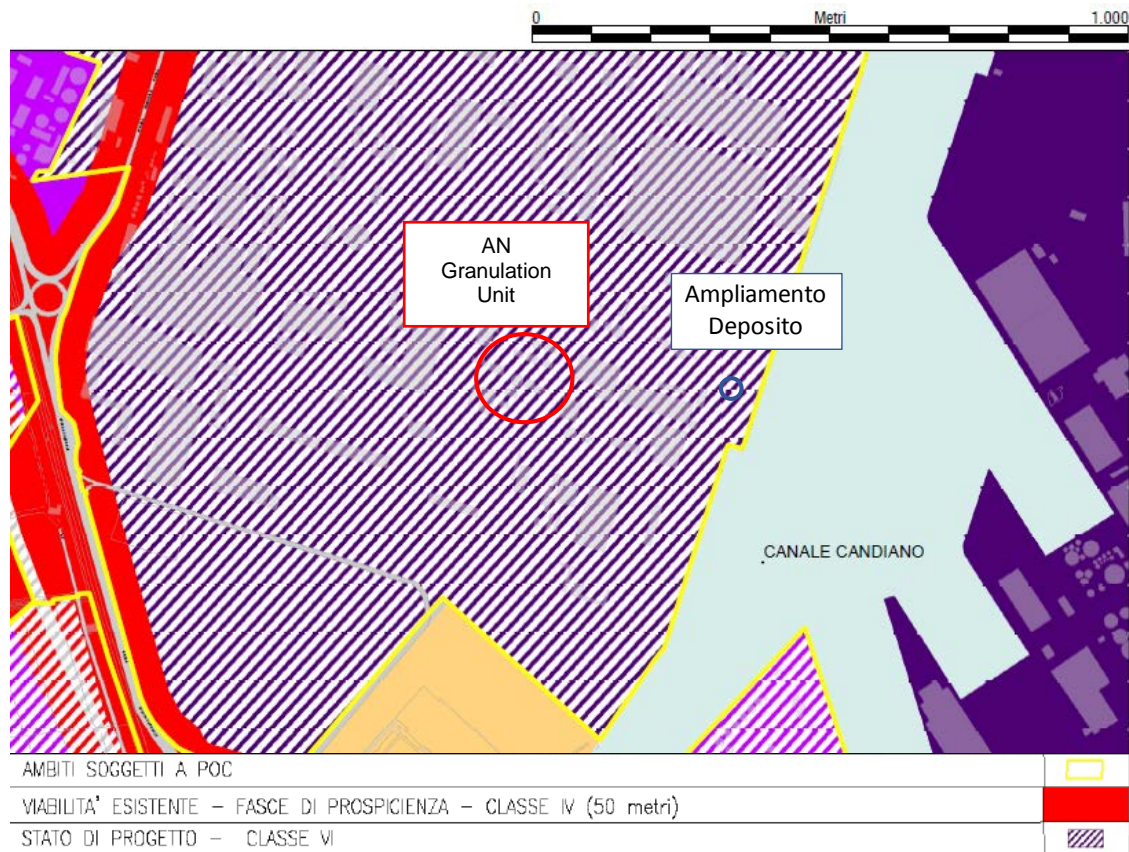 0 Metri 1.000
AN
Granulation
Unit
Ampliamento
Deposito
CANALE CANDIANO
AMBITI SOGGETTI A POC
VIABILITA' ESISTENTE – FASCE DI PROSPICIENZA – CLASSE IV (50 metri)
STATO DI PROGETTO – CLASSE VI